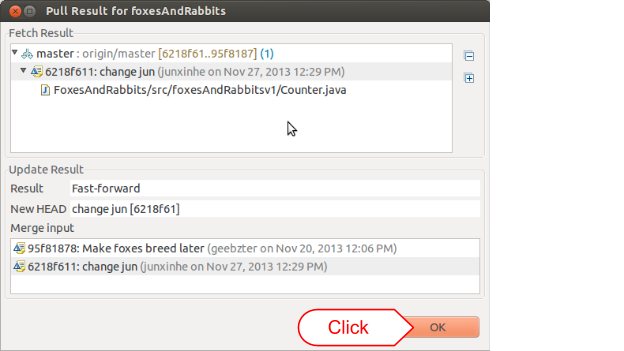 Pull Result for foxesAndRabbits
Fetch Result
master : origin/master [6218f61..95f8187] (1)
6218f611: change jun (junxinhe on Nov 27, 2013 12:29 PM)
FoxesAndRabbits/src/foxesAndRabbitsv1/Counter.java
Update Result
Result Fast-forward
New HEAD change jun [6218f61]
Merge input
95f81878: Make foxes breed later (geebzter on Nov 20, 2013 12:06 PM)
6218f611: change jun (junxinhe on Nov 27, 2013 12:29 PM)
Click OK